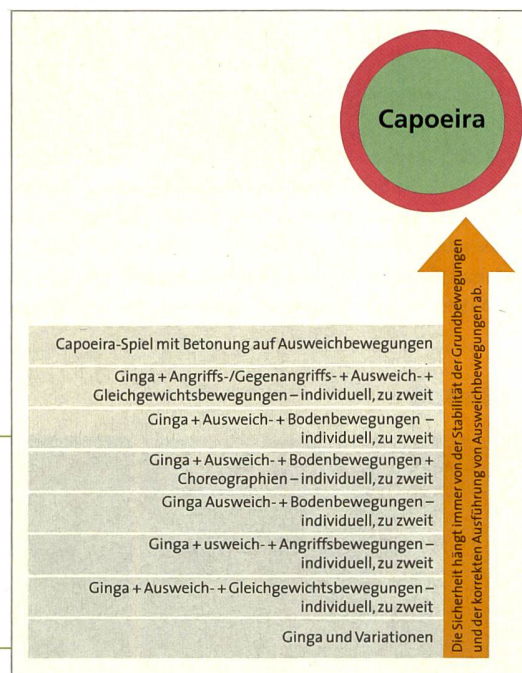 Capoeira
Capoeira-Spiel mit Betonung auf Ausweichbewegungen
Ginga + Angriffs-/Gegenangriffs- + Ausweich- +
Gleichgewichtsbewegungen – individuell, zu zweit
Ginga + Ausweich- + Bodenbewegungen –
individuell, zu zweit
Ginga + Ausweich- + Bodenbewegungen +
Choreographien – individuell, zu zweit
Ginga Ausweich- + Bodenbewegungen –
individuell, zu zweit
Ginga + usweich- + Angriffsbewegungen –
individuell, zu zweit
Ginga + Ausweich- + Gleichgewichtsbewegungen –
individuell, zu zweit
Ginga und Variationen
Die Sicherheit hängt immer von der Stabilität der Grundbewegungen
und der korrekten Ausführung von Ausweichbewegungen ab.